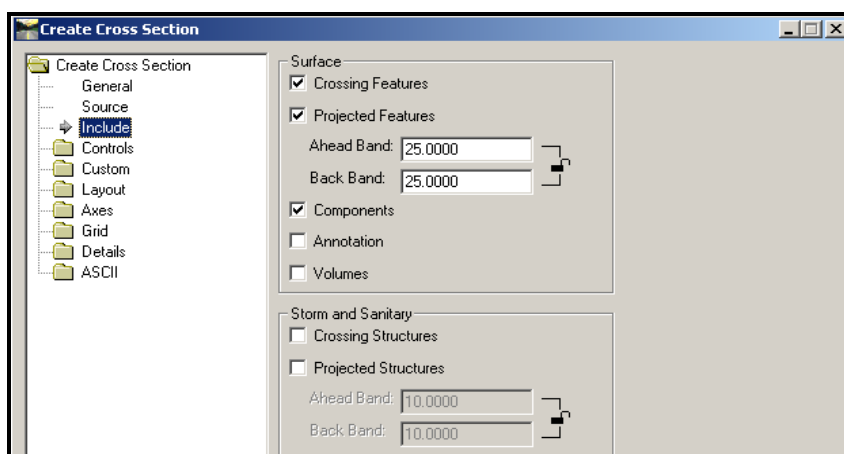 Create Cross Section
Create Cross Section
General
Source
Include
Controls
Custom
Layout
Axes
Grid
Details
ASCII
Surface
Crossing Features
Projected Features
Ahead Band: 25.0000
Back Band: 25.0000
Components
Annotation
Volumes
Storm and Sanitary
Crossing Structures
Projected Structures
Ahead Band: 10.0000
Back Band: 10.0000